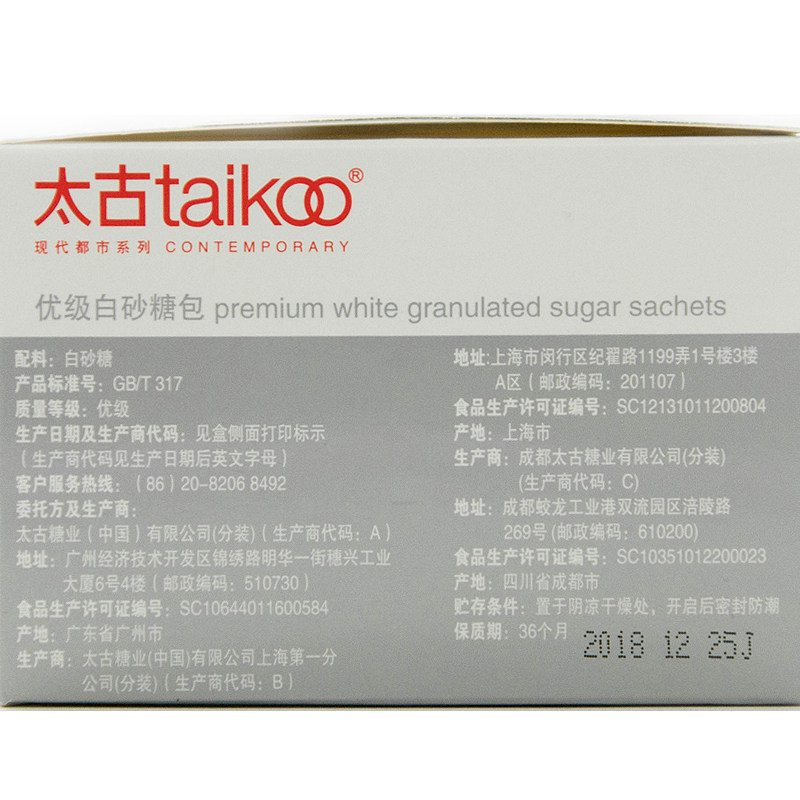 太古taikoo®
现代都市系列 CONTEMPORARY
优级白砂糖包 premium white granulated sugar sachets
配料：白砂糖
产品标准号：GB/T 317
质量等级：优级
生产日期及生产商代码：见盒侧面打印标示
（生产商代码见生产日期后英文字母）
客户服务热线：（86）20-8206 8492
委托方及生产商：
太古糖业（中国）有限公司(分装)（生产商代码：A）
地址：广州经济技术开发区锦绣路明华一街穗兴工业
大厦6号4楼（邮政编码：510730）
食品生产许可证编号：SC10644011600584
产地：广东省广州市
生产商：太古糖业(中国)有限公司上海第一分
公司(分装)（生产商代码：B）
地址:上海市闵行区纪翟路1199弄1号楼3楼
A区（邮政编码：201107）
食品生产许可证编号：SC12131011200804
产地：上海市
生产商：成都太古糖业有限公司(分装)
(生产商代码：C）
地址：成都蛟龙工业港双流园区涪陵路
269号(邮政编码：610200)
食品生产许可证编号：SC10351012200023
产地：四川省成都市
贮存条件：置于阴凉干燥处，开启后密封防潮
保质期：36个月
2018 12 25J